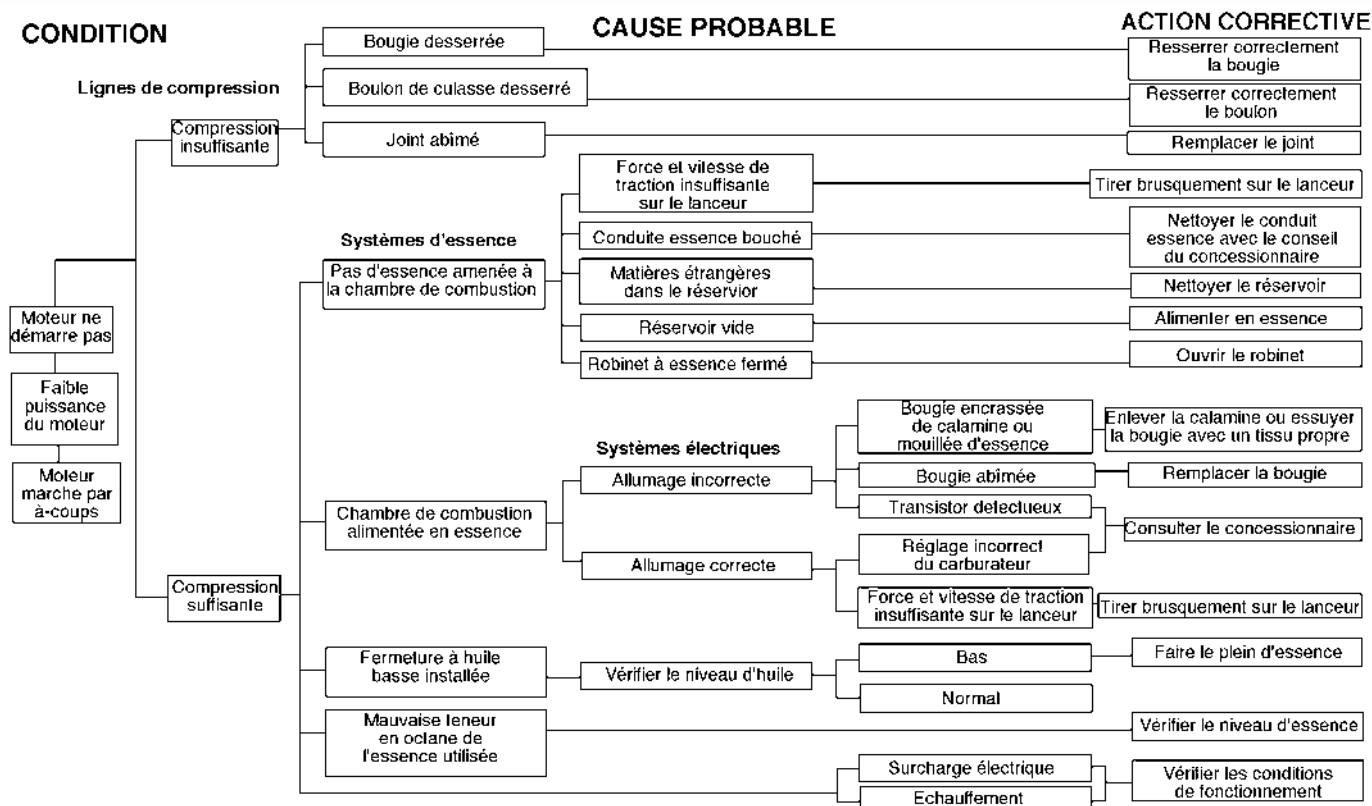 CONDITION
CAUSE PROBABLE
ACTION CORRECTIVE
Lignes de compression
Compression
insuffisante
Bougie desserrée
Resserrer correctement
la bougie
Boulon de culasse desserré
Resserrer correctement
le boulon
Joint abîmé
Remplacer le joint
Moteur ne
démarre pas
Faible
puissance
du moteur
Moteur
marche par
à-coups
Compression
suffisante
Systèmes d'essence
Pas d'essence amenée à
la chambre de combustion
Force et vitesse de
traction insuffisante
sur le lanceur
Tirer brusquement sur le lanceur
Conduite essence bouché
Nettoyer le conduit
essence avec le conseil
du concessionnaire
Matières étrangères
dans le réservior
Nettoyer le réservoir
Réservoir vide
Alimenter en essence
Robinet à essence fermé
Ouvrir le robinet
Systèmes électriques
Chambre de combustion
alimentée en essence
Allumage incorrecte
Bougie encrassée
de calamine ou
mouillée d'essence
Enlever la calamine ou essuyer
la bougie avec un tissu propre
Bougie abîmée
Remplacer la bougie
Transistor defectueux
Consulter le concessionnaire
Allumage correcte
Réglage incorrect
du carburateur
Force et vitesse de traction
insuffisante sur le lanceur
Tirer brusquement sur le lanceur
Fermeture à huile
basse installée
Vérifier le niveau d'huile
Bas
Faire le plein d'essence
Normal
Mauvaise teneur
en octane de
l'essence utilisée
Vérifier le niveau d'essence
Surcharge électrique
Echauffement
Vérifier les conditions
de fonctionnement